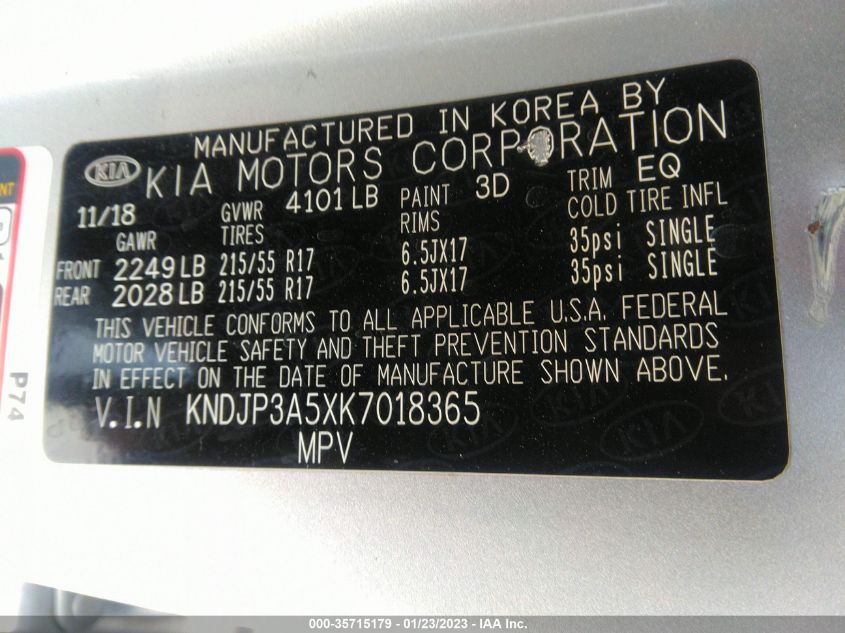 MANUFACTURED IN KOREA BY
KIA KIA MOTORS CORPORATION
11/18 GVWR 4101 LB PAINT 3D TRIM EQ
GAWR TIRES RIMS COLD TIRE INFL
FRONT 2249 LB 215/55 R17 6.5JX17 35psi SINGLE
REAR 2028 LB 215/55 R17 6.5JX17 35psi SINGLE
THIS VEHICLE CONFORMS TO ALL APPLICABLE U.S.A. FEDERAL
MOTOR VEHICLE SAFETY AND THEFT PREVENTION STANDARDS
IN EFFECT ON THE DATE OF MANUFACTURE SHOWN ABOVE.
V.I.N KNDJP3A5XK7018365
MPV
P74
000-35715179 - 01/23/2023 - IAA Inc.